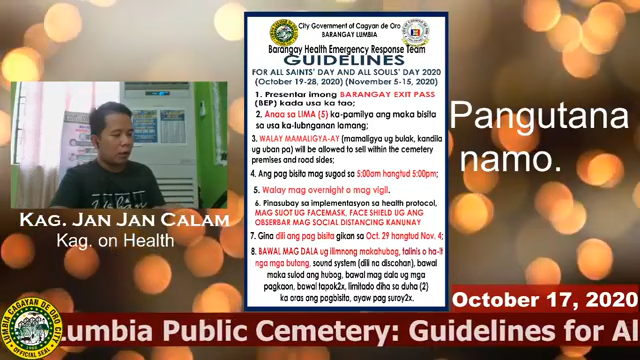 City Government of Cagyan de Oro
BARANGAY LUMBIA
Barangay Health Emergency Response Team
GUIDELINES
FOR ALL SAINTS' DAY AND ALL SOULS' DAY 2020
(October 19-28, 2020) (November 5-15, 2020)
1. Presentar imong BARANGAY EXIT PASS
(BEP) kada usa ka tao;
2. Anaa sa LIMA (5) ka-pamilya ang maka bisita
sa usa ka-lubnganan lamang;
3. WALAY MAMALIGYA-AY (mamaligya ug bulak, kandila
ug uban pa) will be allowed to sell within the cemetery
premises and road sides;
4. Ang pag bisita mag sugod sa 5:00am hangtud 5:00pm;
5. Walay mag overnight o mag vigil.
6. Pinasubay sa implementasyon sa health protocol,
MAG SUOT UG FACEMASK, FACE SHIELD UG ANG
OBSERBAR MAG SOCIAL DISTANCING KANUNAY
7. Gina dili ang pag bisita gikan sa Oct. 29 hangtud Nov. 4;
8. BAWAL MAG DALA ug ilimnong makahubog, talinis o ha-it
nga mga butang, sound system (dili na discohan), bawal
maka sulod ang hubog, bawal mag dala ug mga
pagkaon, bawal tapok2x, limitado diha sa duha (2)
ka oras ang pagbisita, ayaw pag suroy2x.
Pangutana
namo.
KAG. JAN JAN CALAM
Kag. on Health
October 17, 2020
LUMBIA CAGAYAN DE ORO CITY
OFFICIAL SEAL
umbia Public Cemetery: Guidelines for Al